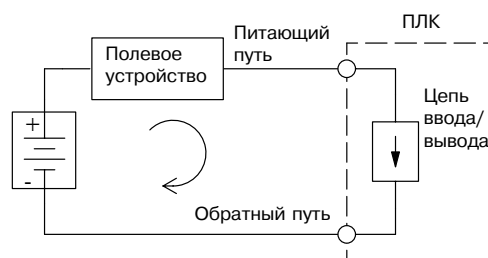 ПЛК
Питающий
путь
Полевое
устройство
Цепь
ввода/
вывода
+
-
Обратный путь